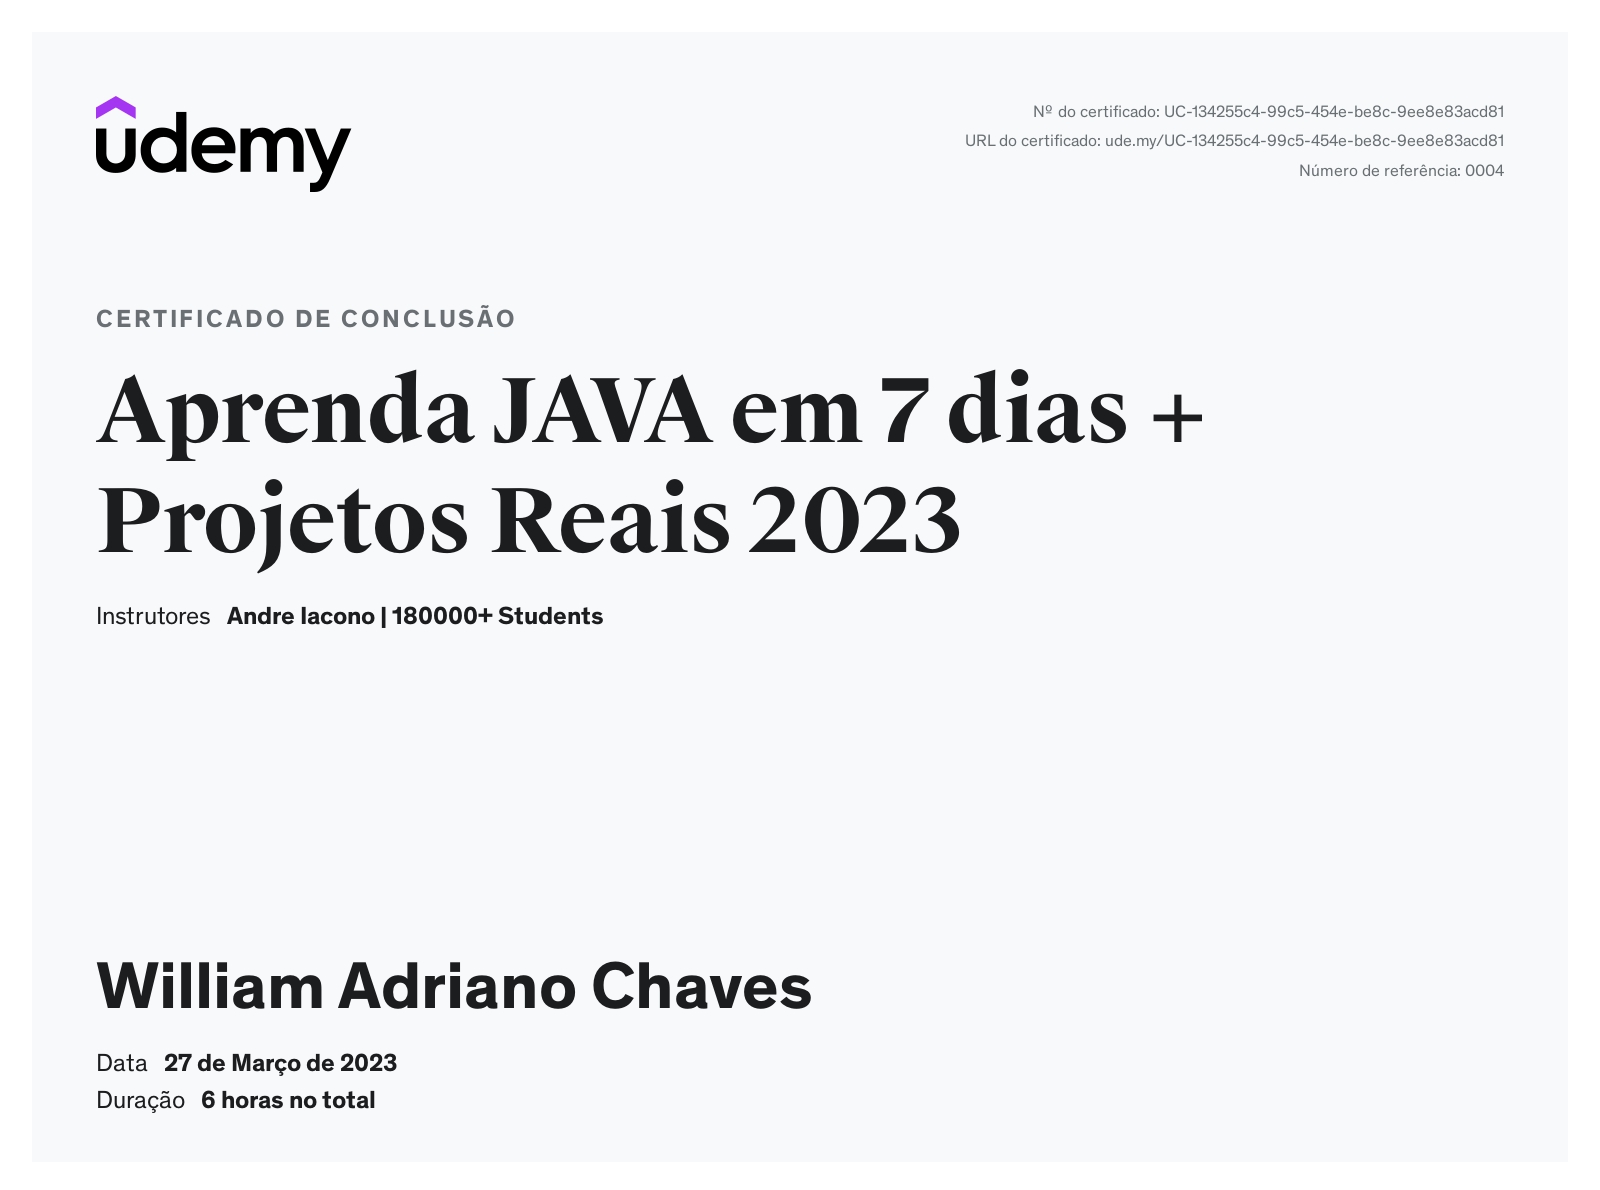 udemy
Nº do certificado: UC-134255c4-99c5-454e-be8c-9ee8e83acd81
URL do certificado: ude.my/UC-134255c4-99c5-454e-be8c-9ee8e83acd81
Número de referência: 0004
CERTIFICADO DE CONCLUSÃO
Aprenda JAVA em 7 dias +
Projetos Reais 2023
Instrutores Andre Iacono | 180000+ Students
William Adriano Chaves
Data 27 de Março de 2023
Duração 6 horas no total